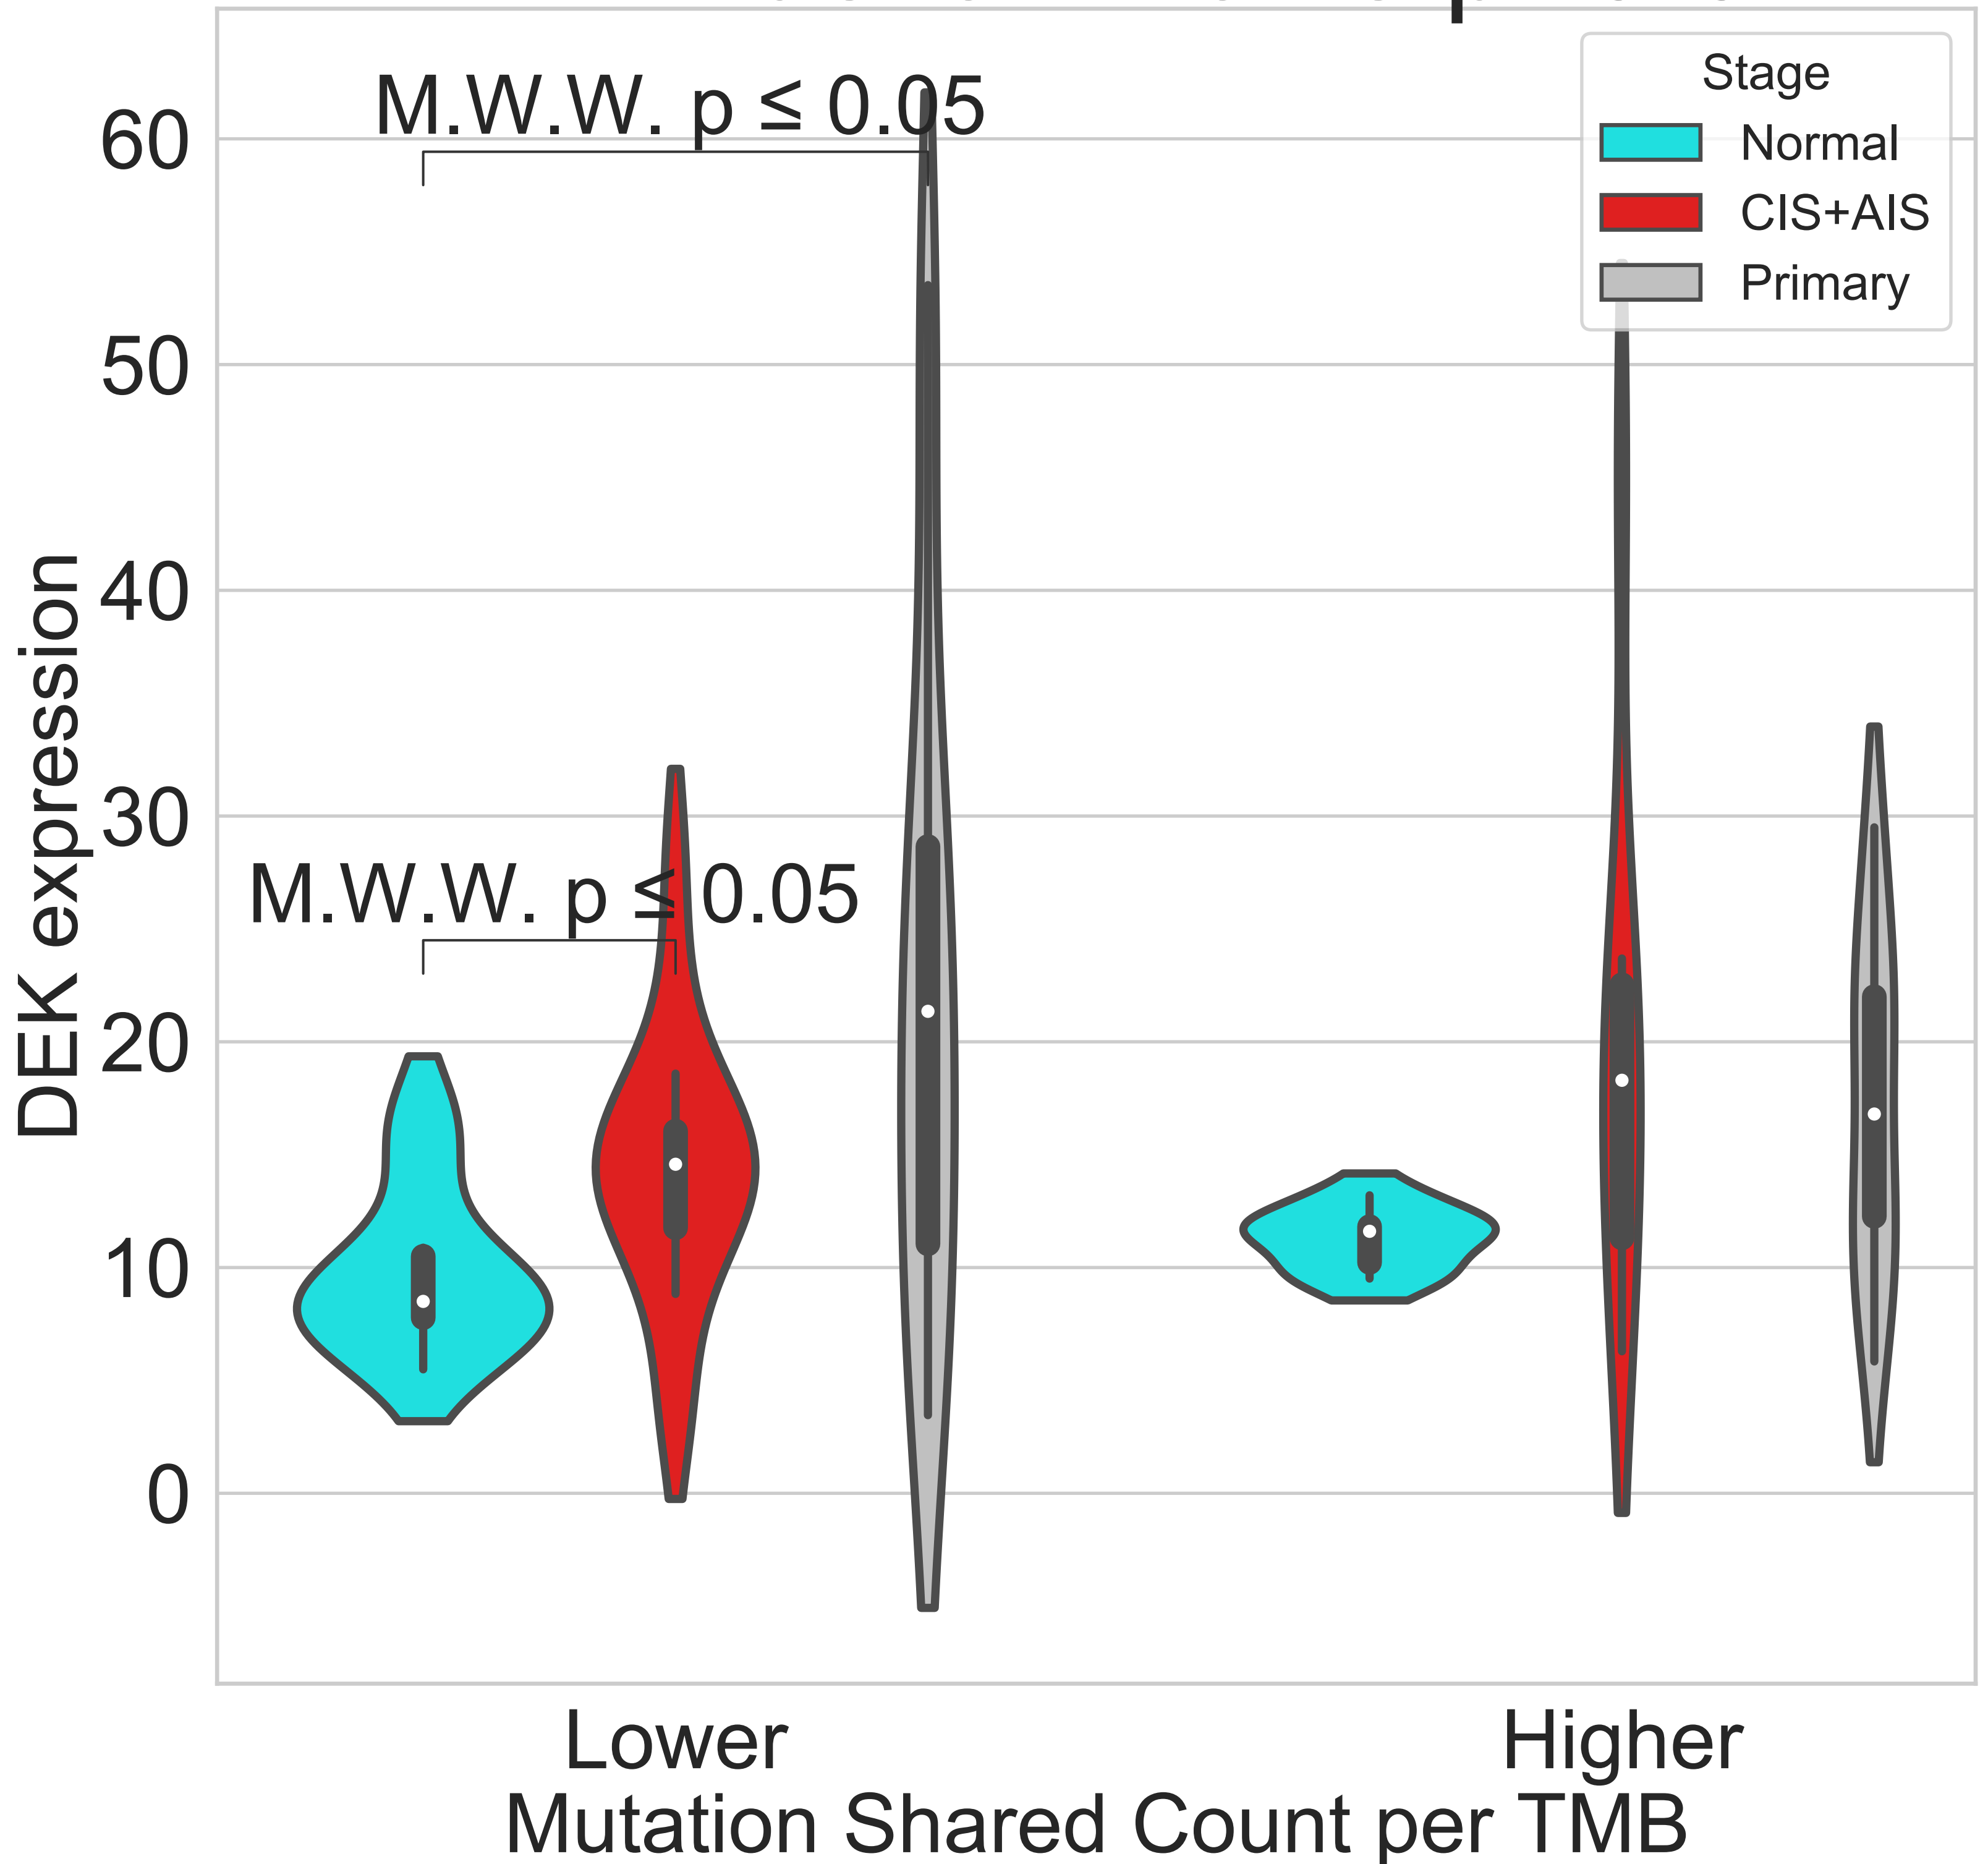 M.W.W. p ≤ 0.05
Stage
Normal
CIS+AIS
Primary
60
50
40
30
M.W.W. p ≤ 0.05
20
10
0
DEK expression
Lower
Higher
Mutation Shared Count per TMB